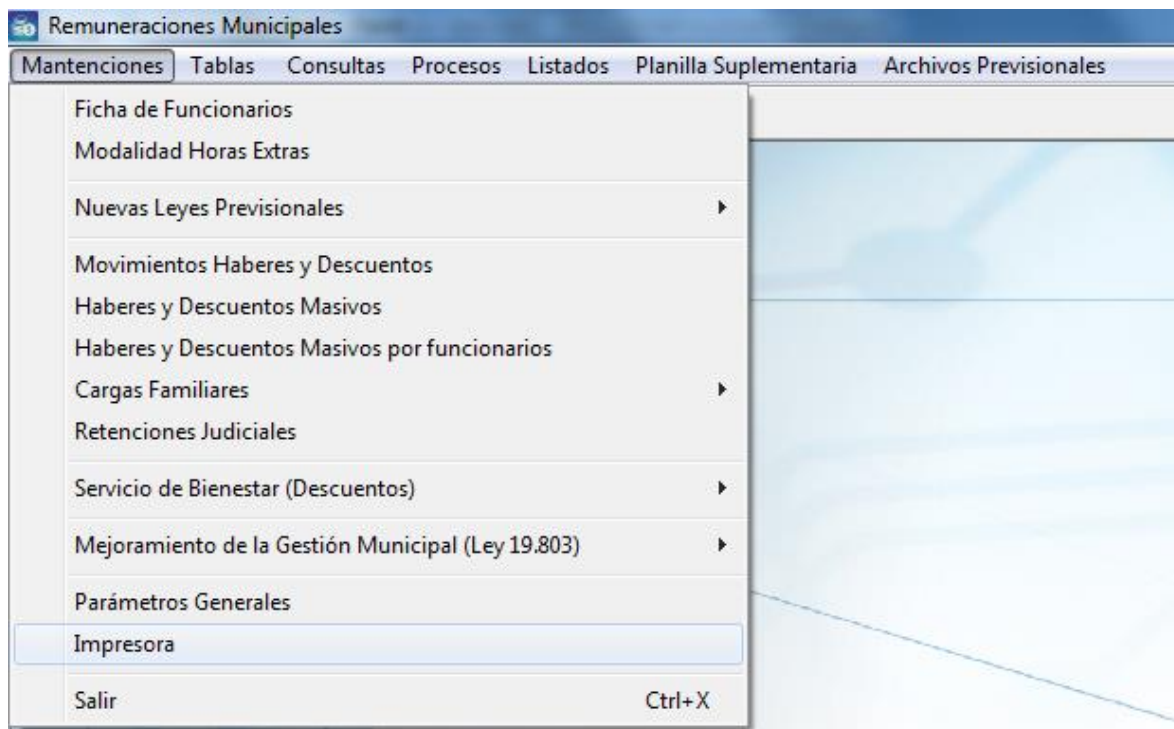 Remuneraciones Municipales
Mantenciones Tablas Consultas Procesos Listados Planilla Suplementaria Archivos Previsionales
Ficha de Funcionarios
Modalidad Horas Extras
Nuevas Leyes Previsionales
Movimientos Haberes y Descuentos
Haberes y Descuentos Masivos
Haberes y Descuentos Masivos por funcionarios
Cargas Familiares
Retenciones Judiciales
Servicio de Bienestar (Descuentos)
Mejoramiento de la Gestión Municipal (Ley 19.803)
Parámetros Generales
Impresora
Salir Ctrl+X